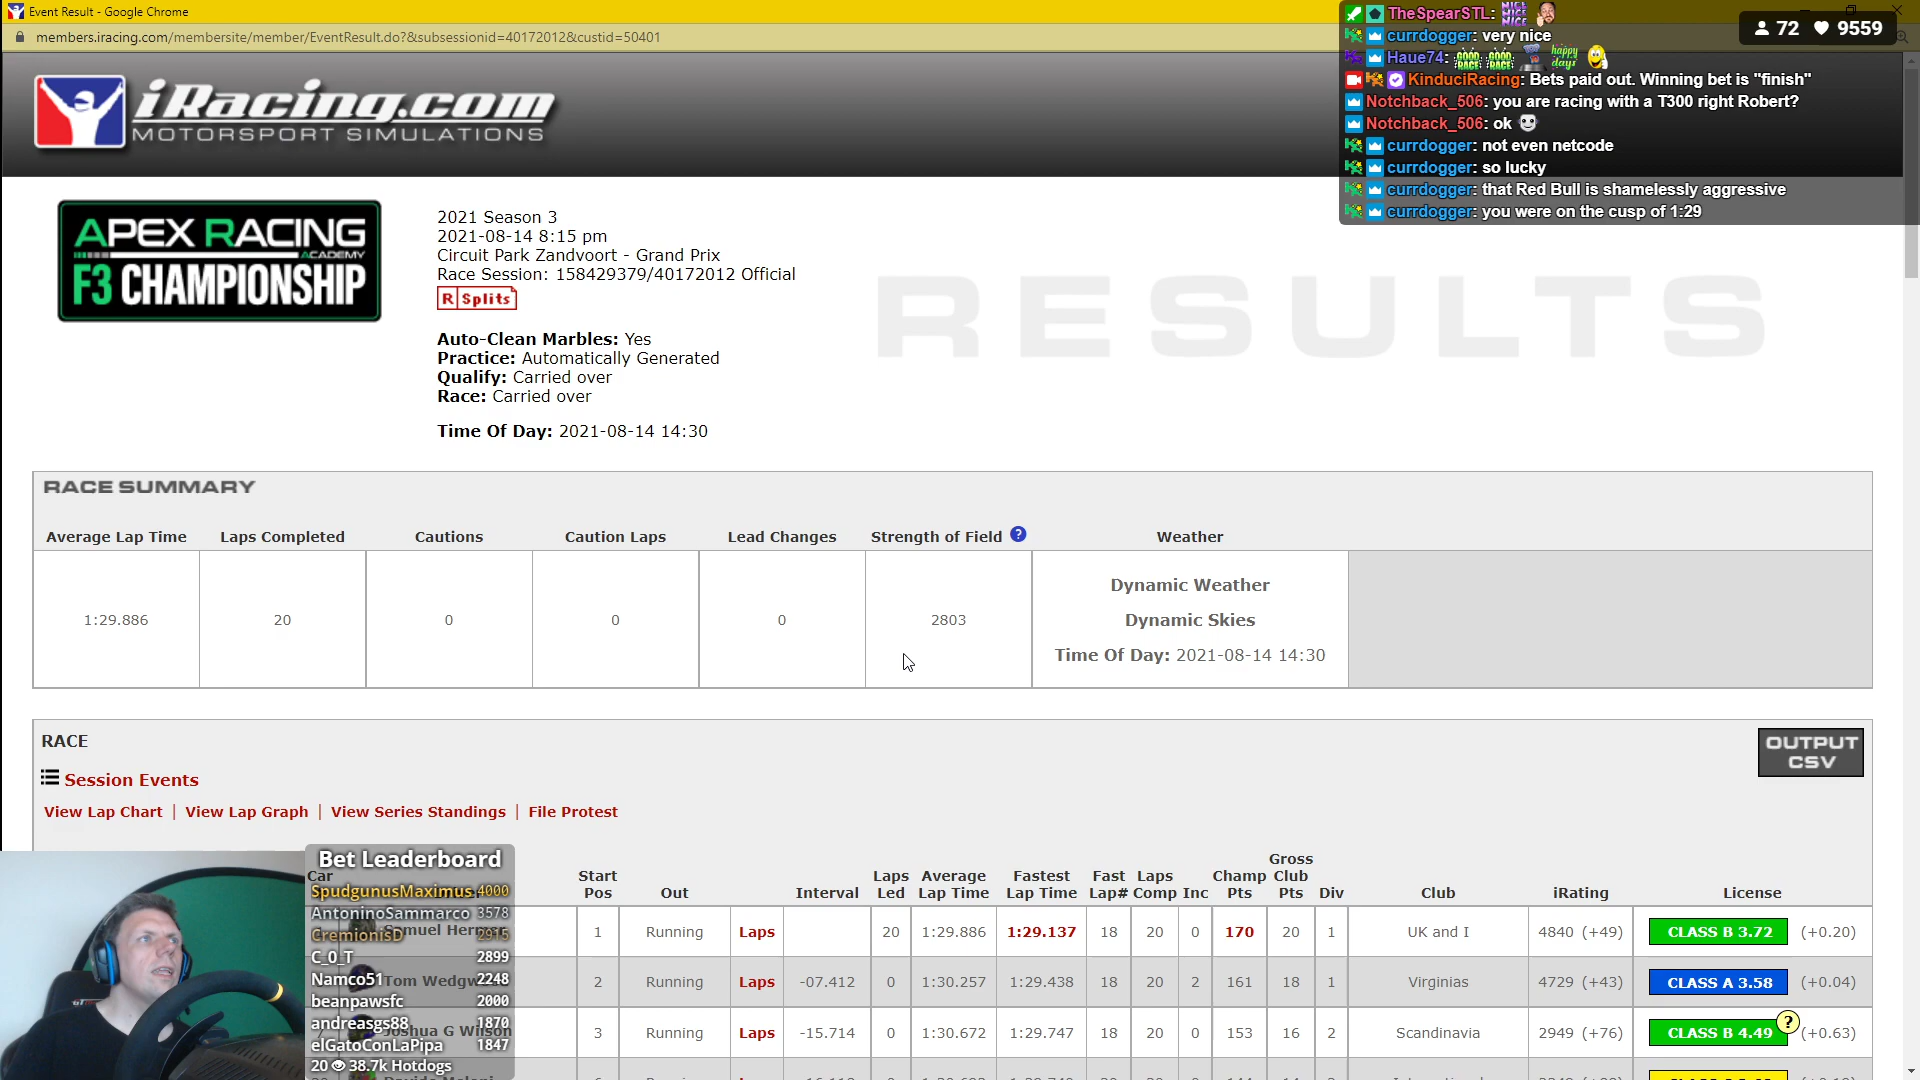 Event Result - Google Chrome
members.iracing.com/membersite/member/EventResult.do?&subsessionid=40172012&custid=50401
72 9559
TheSpearSTL: NICE NICE NICE
currdogger: very nice
Haue74: GOOD RACE GOOD RACE happy days
KinduciRacing: Bets paid out. Winning bet is "finish"
Notchback_506: you are racing with a T300 right Robert?
Notchback_506: ok
currdogger: not even netcode
currdogger: so lucky
currdogger: that Red Bull is shamelessly aggressive
currdogger: you were on the cusp of 1:29
iRacing.com
MOTORSPORT SIMULATIONS
APEX RACING
ACADEMY
F3 CHAMPIONSHIP
2021 Season 3
2021-08-14 8:15 pm
Circuit Park Zandvoort - Grand Prix
Race Session: 158429379/40172012 Official
R Splits
Auto-Clean Marbles: Yes
Practice: Automatically Generated
Qualify: Carried over
Race: Carried over
Time Of Day: 2021-08-14 14:30
RESULTS
RACE SUMMARY
Average Lap Time Laps Completed Cautions Caution Laps Lead Changes Strength of Field ? Weather
1:29.886 20 0 0 0 2803
Dynamic Weather
Dynamic Skies
Time Of Day: 2021-08-14 14:30
RACE
OUTPUT CSV
Session Events
View Lap Chart | View Lap Graph | View Series Standings | File Protest
Car Start Pos Out Interval Laps Led Average Lap Time Fastest Lap Time Fast Lap# Laps Comp Inc Champ Pts Gross Club Pts Div Club iRating License
1 Running Laps 20 1:29.886 1:29.137 18 20 0 170 20 1 UK and I 4840 (+49) CLASS B 3.72 (+0.20)
Tom 2 Running Laps -07.412 0 1:30.257 1:29.438 18 20 2 161 18 1 Virginias 4729 (+43) CLASS A 3.58 (+0.04)
G 3 Running Laps -15.714 0 1:30.672 1:29.747 18 20 0 153 16 2 Scandinavia 2949 (+76) CLASS B 4.49 ? (+0.63)
Bet Leaderboard
SpudgunusMaximus 4000
AntoninoSammarco 3578
CremionisD 2915
C_0_T 2899
Namco51 2248
beanpawsfc 2000
andreasgs88 1870
elGatoConLaPipa 1847
20 38.7k Hotdogs